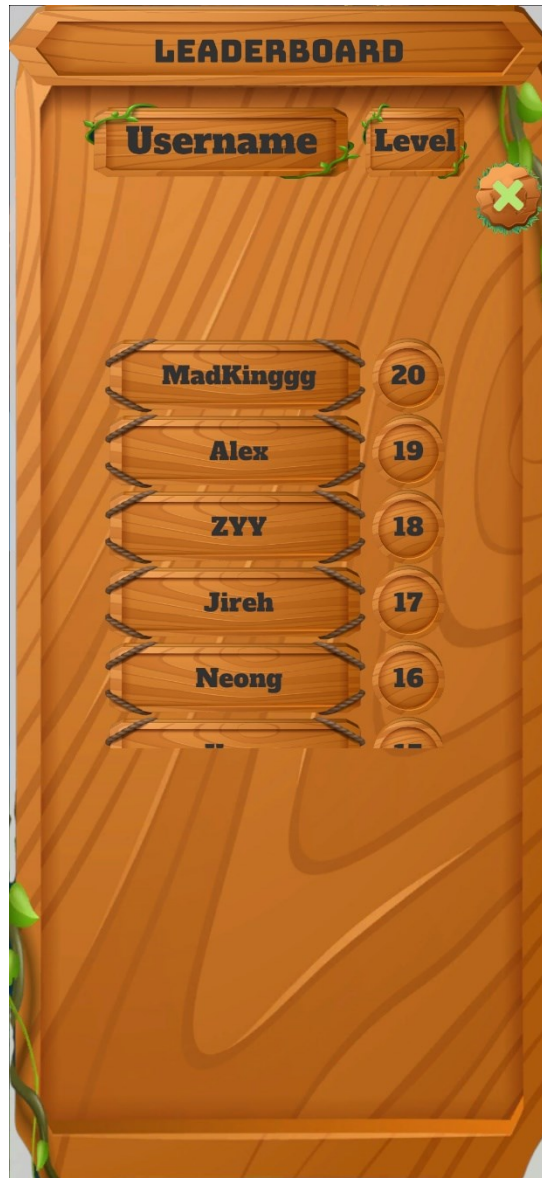 LEADERBOARD
Username Level
MadKinggg 20
Alex 19
ZYY 18
Jireh 17
Neong 16